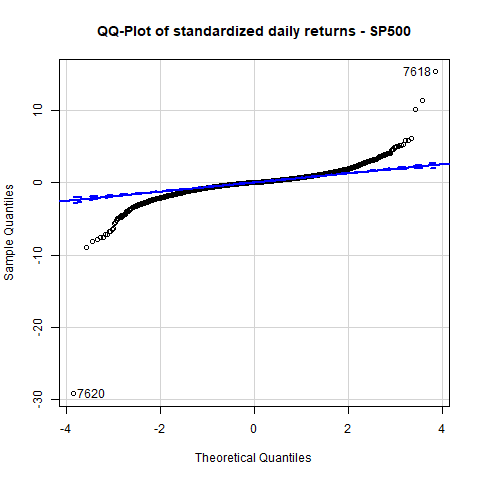 QQ-Plot of standardized daily returns - SP500
7618
10
0
-10
-20
-30
Sample Quantiles
7620
-4 -2 0 2 4
Theoretical Quantiles